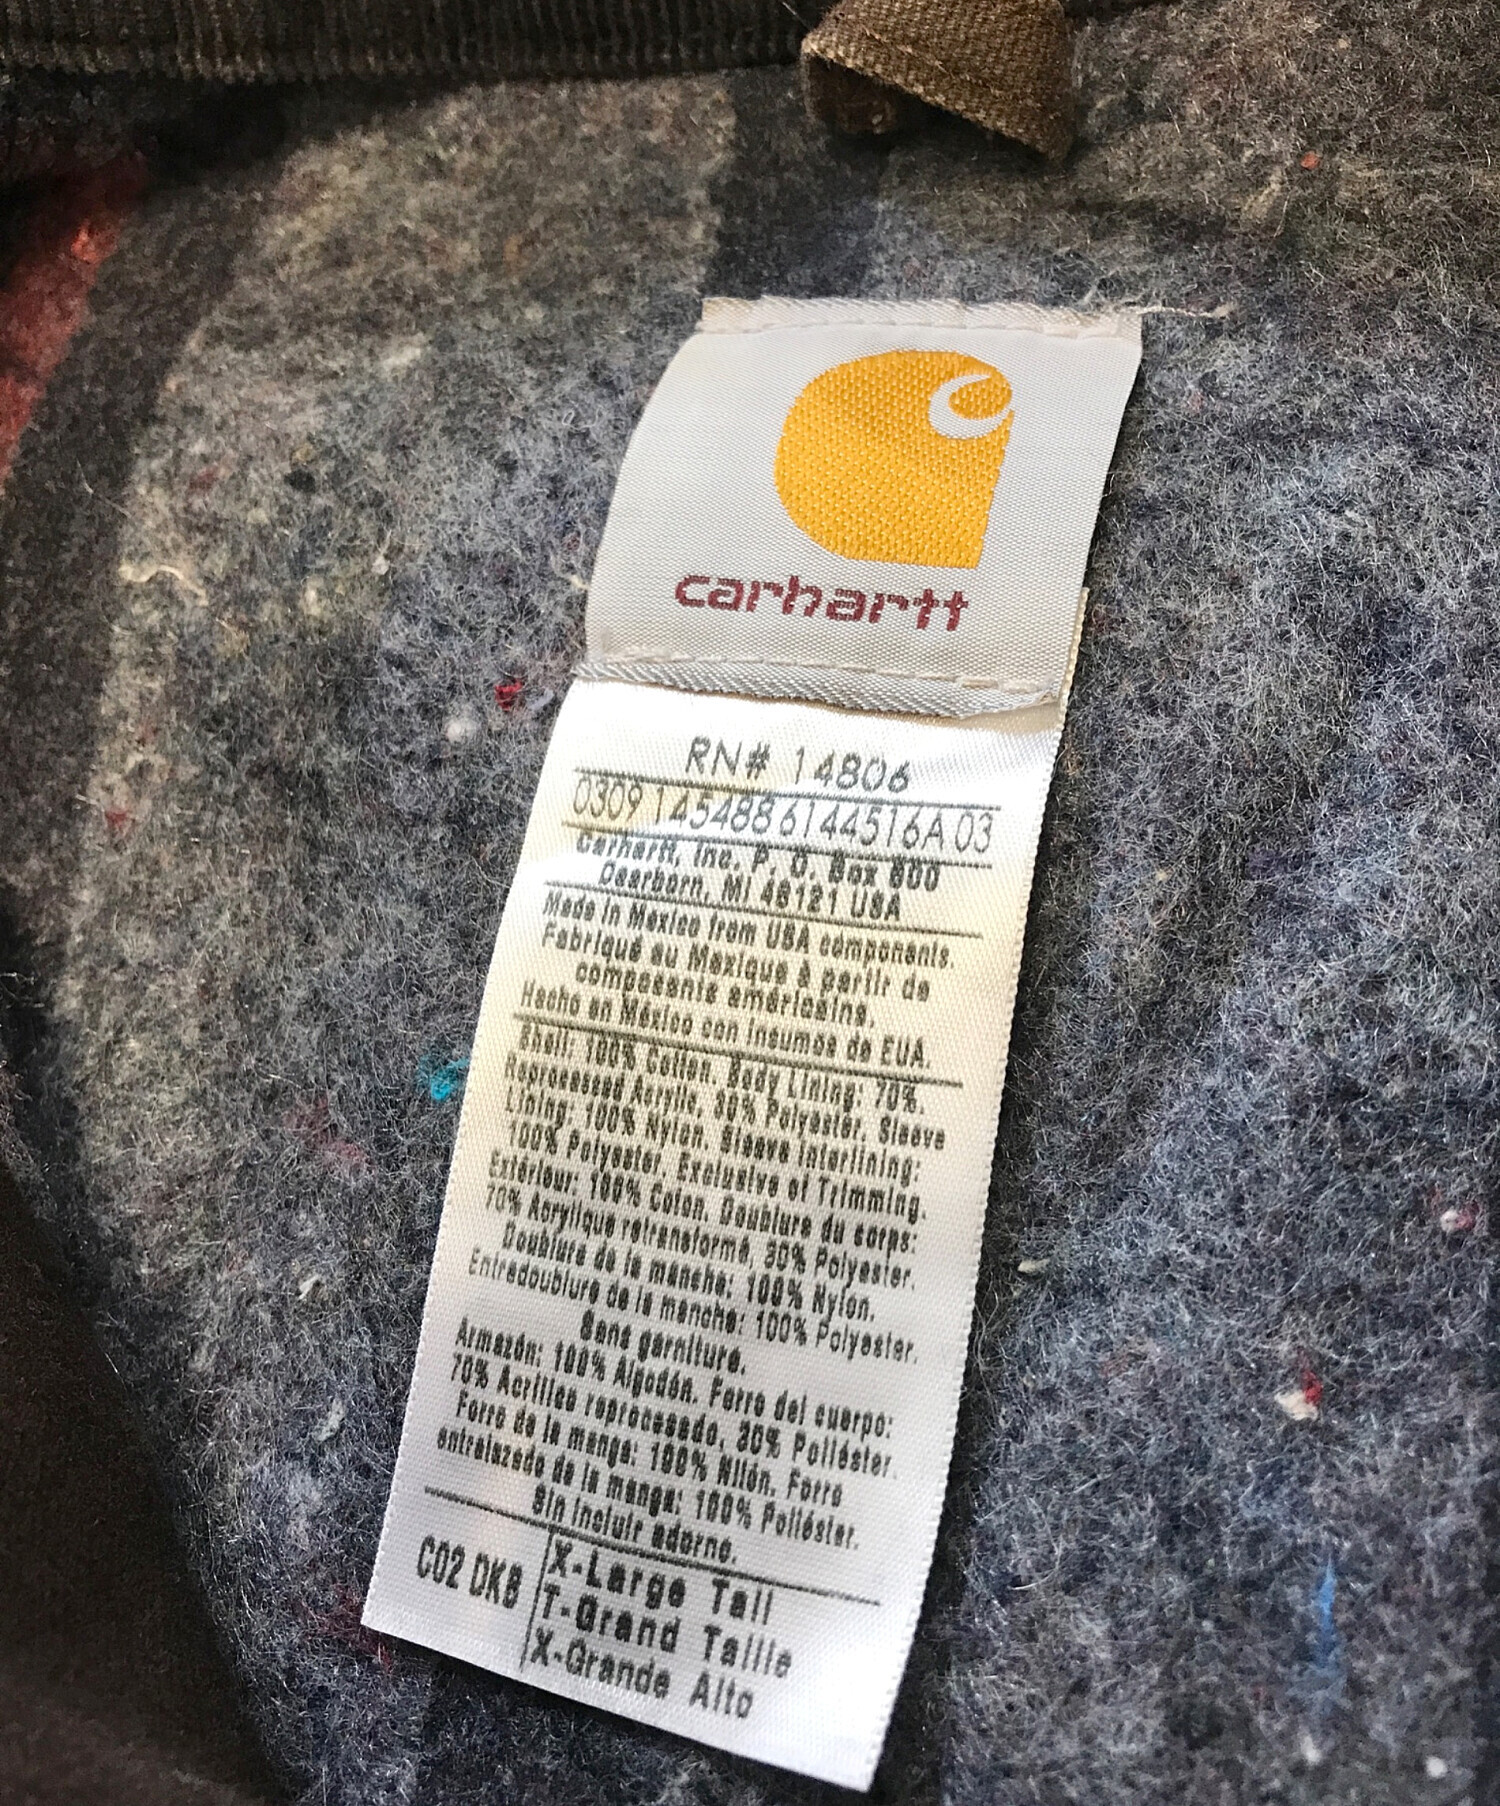 carhartt
RN# 14806
0309 1454886144516A 03
Carhartt, Inc. P. O. Box 600
Dearborn, MI 48121 USA
Made in Mexico from USA components.
Fabriqué au Mexique à partir de
composants américains.
Hecho en México con insumos de EUA.
Shell: 100% Cotton. Body Lining: 70%
Reprocessed Acrylic, 30% Polyester. Sleeve
Lining: 100% Nylon. Sleeve Interlining:
100% Polyester. Exclusive of Trimming.
Extérieur: 100% Coton. Doublure du corps:
70% Acrylique retransformé, 30% Polyester.
Doublure de la manche: 100% Nylon.
Entredoublure de la manche: 100% Polyester.
Sans garniture.
Armazón: 100% Algodón. Forro del cuerpo:
70% Acrílico reprocesado, 30% Poliéster.
Forro de la manga: 100% Nilón. Forro
entrelazado de la manga: 100% Poliéster.
Sin incluir adorno.
C02 DKB
X-Large Tall
T-Grand Taille
X-Grande Alto